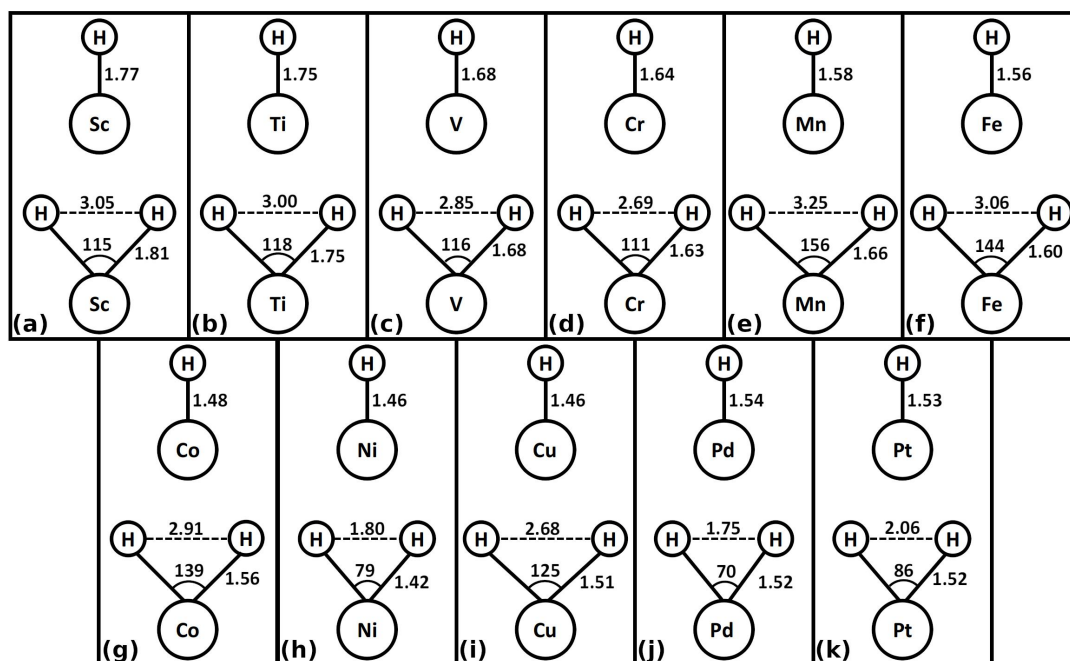 H H H H H H
1.77 1.75 1.68 1.64 1.58 1.56
Sc Ti V Cr Mn Fe
3.05 3.00 2.85 2.69 3.25 3.06
H H H H H H H H H H H H
115 118 116 111 156 144
1.81 1.75 1.68 1.63 1.66 1.60
Sc Ti V Cr Mn Fe
(a) (b) (c) (d) (e) (f)
H H H H H
1.48 1.46 1.46 1.54 1.53
Co Ni Cu Pd Pt
2.91 1.80 2.68 1.75 2.06
H H H H H H H H H H
139 79 125 70 86
1.56 1.42 1.51 1.52 1.52
Co Ni Cu Pd Pt
(g) (h) (i) (j) (k)